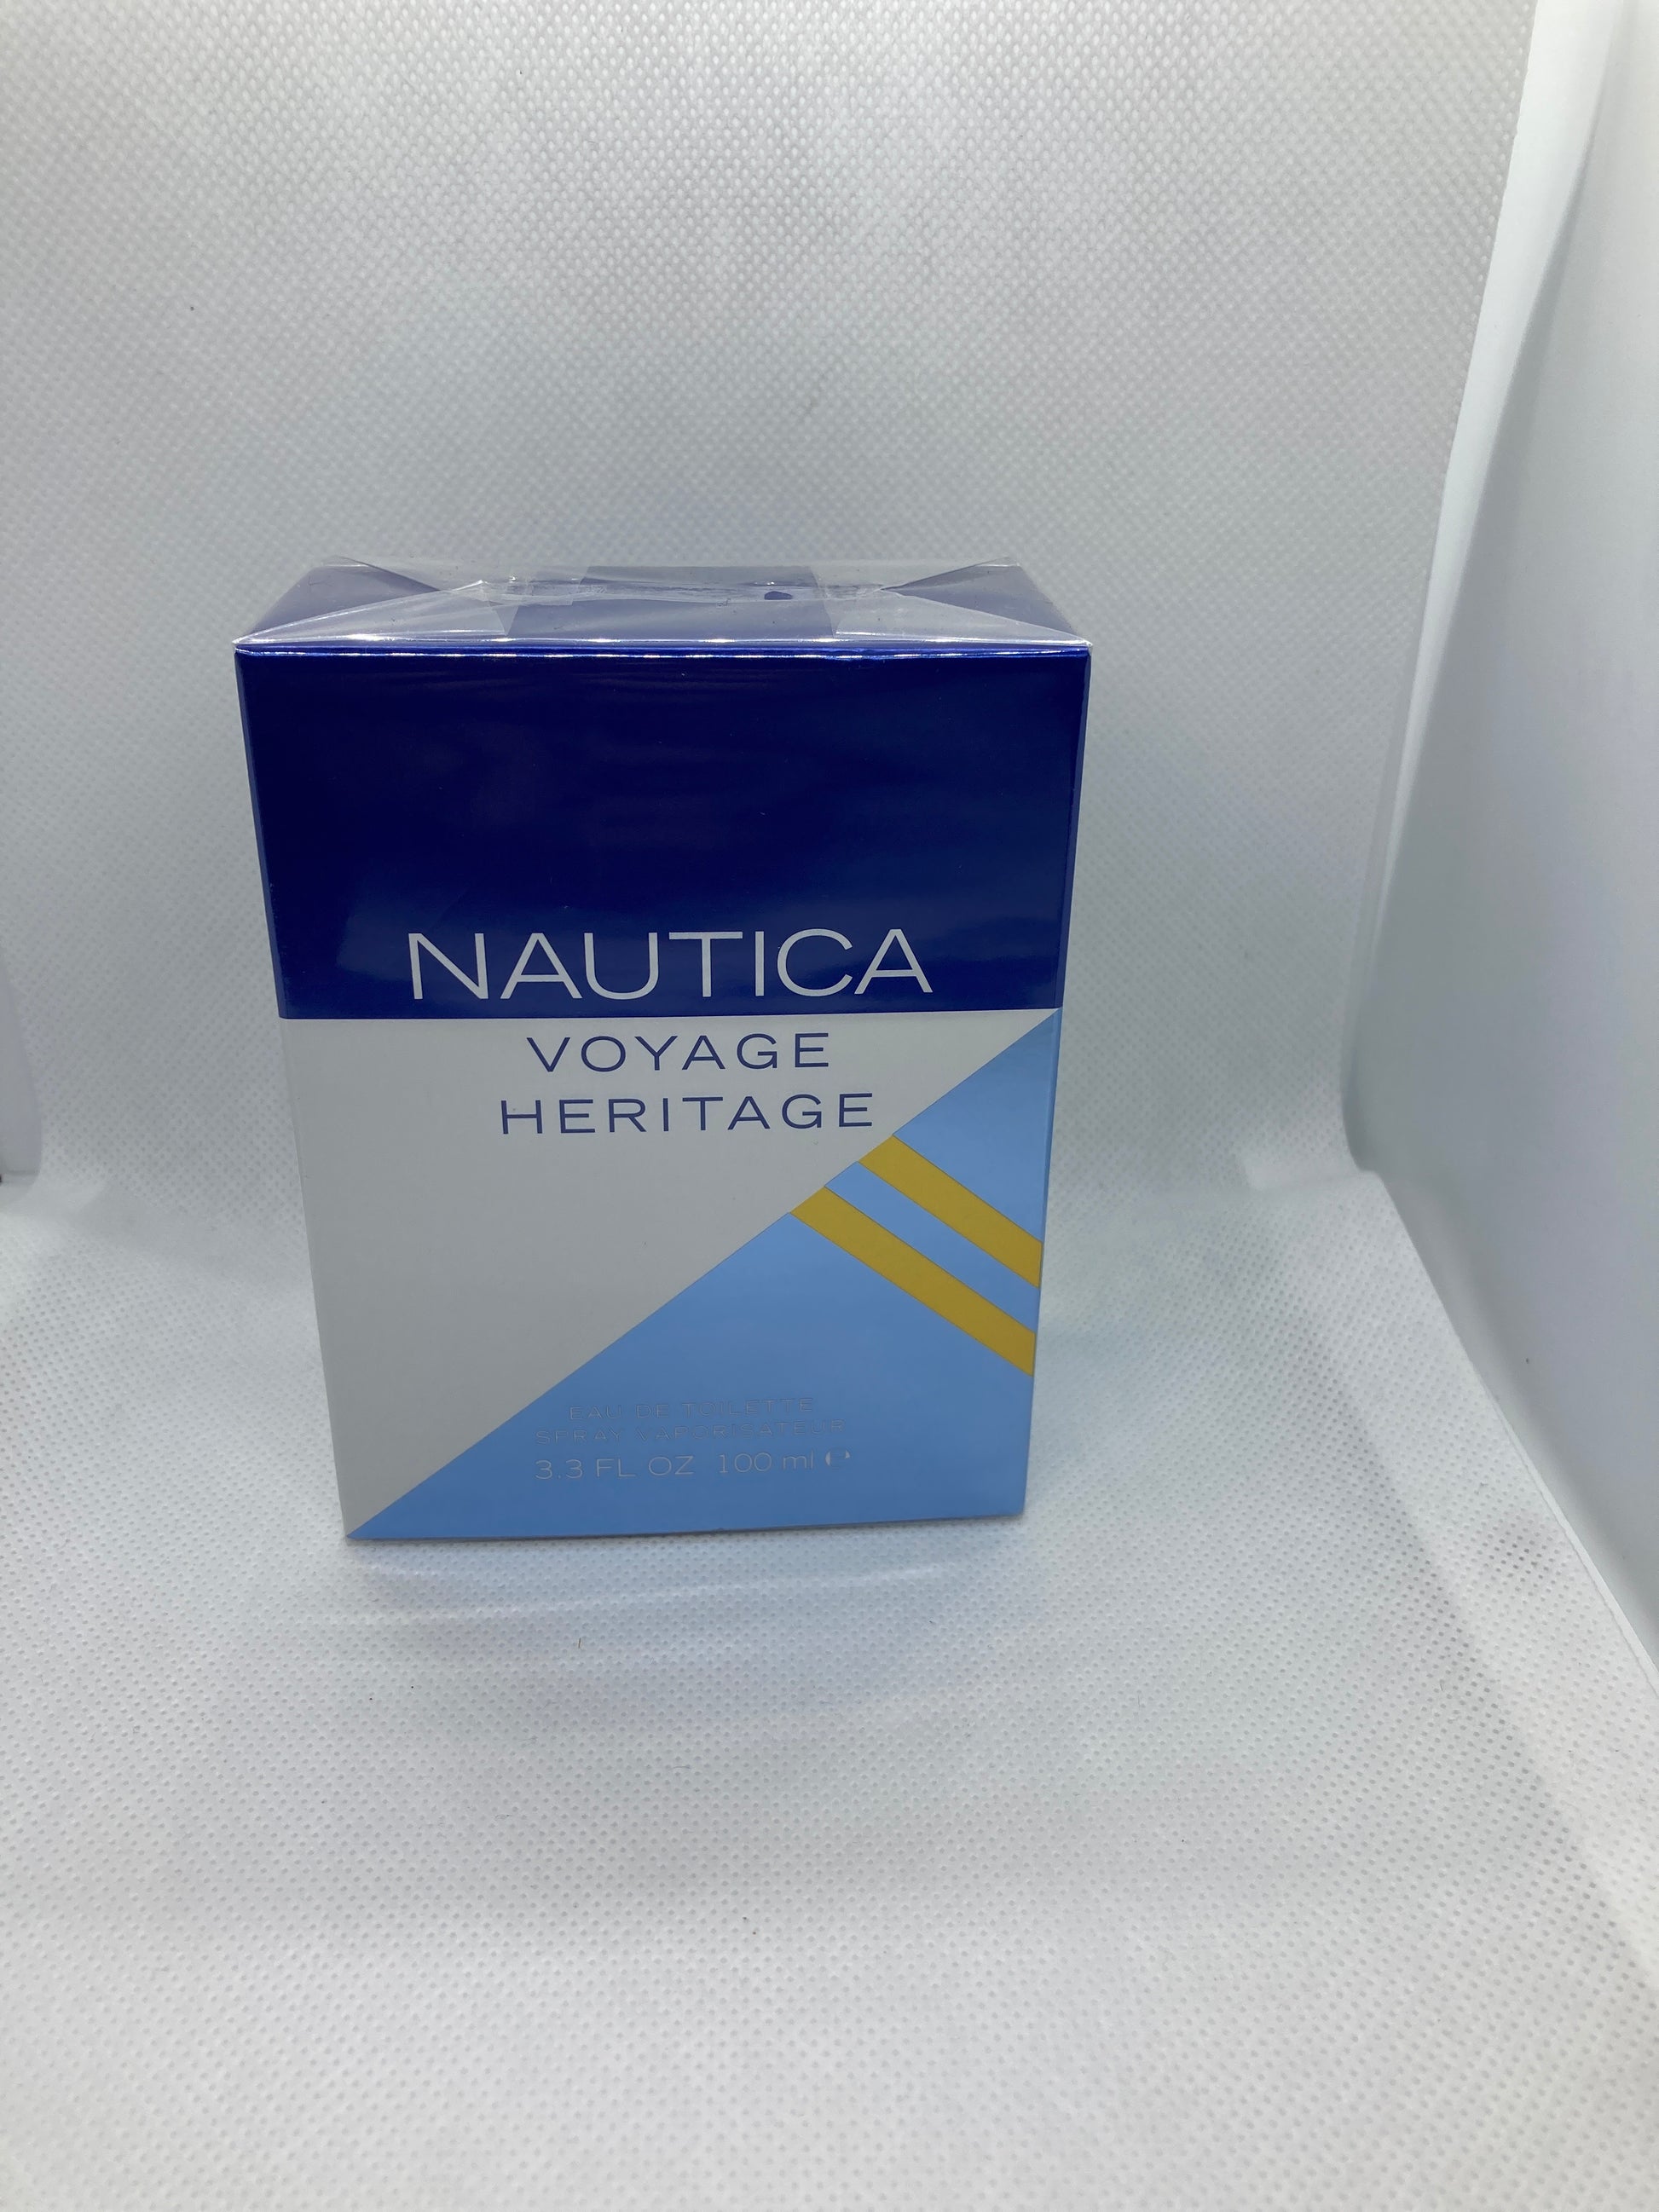 NAUTICA
VOYAGE
HERITAGE
EAU DE TOILETTE
SPRAY VAPORISATEUR
3.3 FL OZ 100 ml ℮